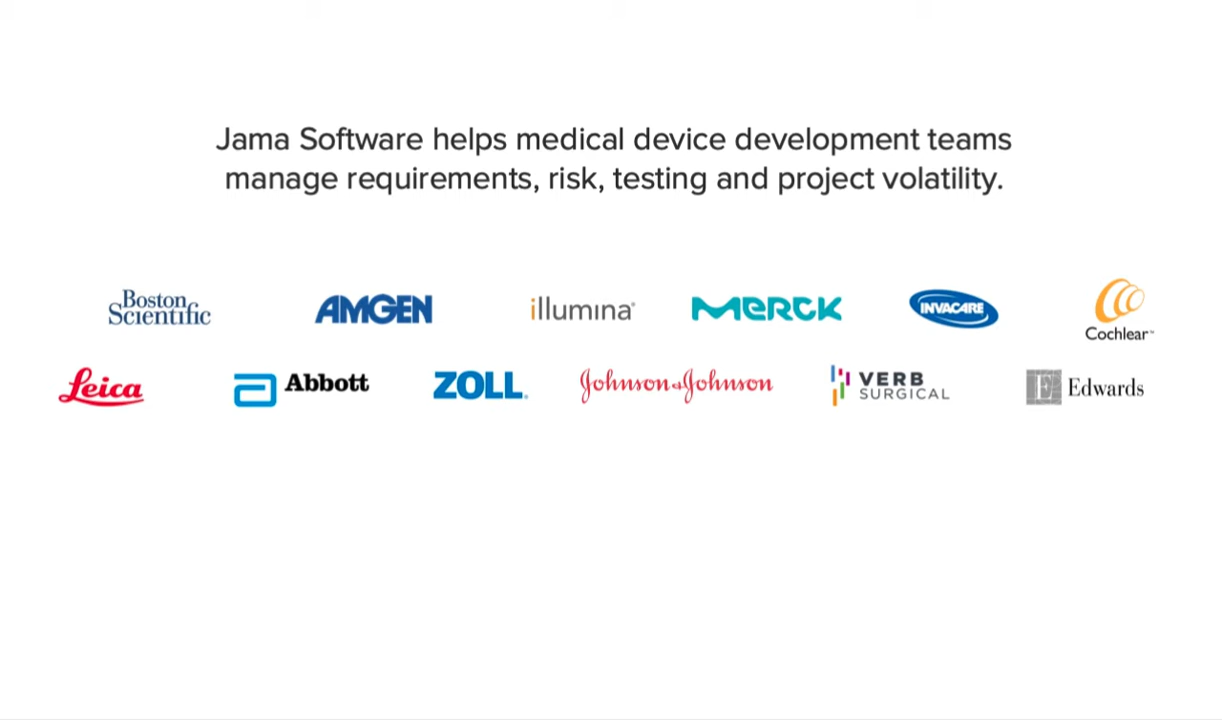 Jama Software helps medical device development teams
manage requirements, risk, testing and project volatility.
Boston Scientific AMGEN illumina® MERCK INVACARE Cochlear™
Leica Abbott ZOLL® Johnson & Johnson VERB SURGICAL E Edwards